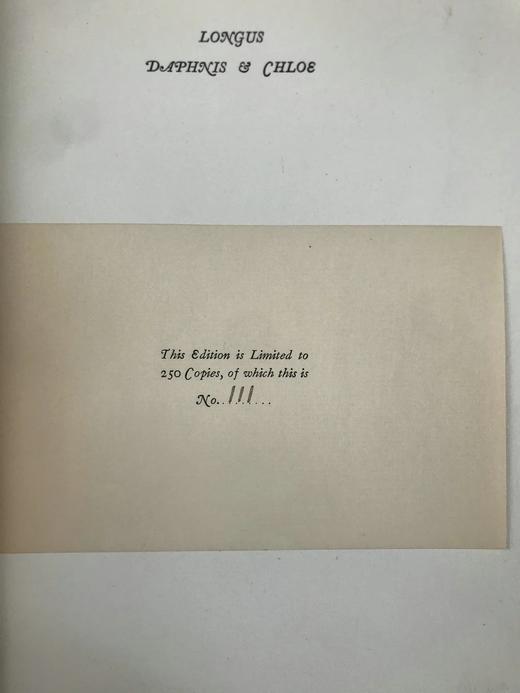 LONGUS
DAPHNIS & CHLOE
This Edition is Limited to
250 Copies, of which this is
No..111....